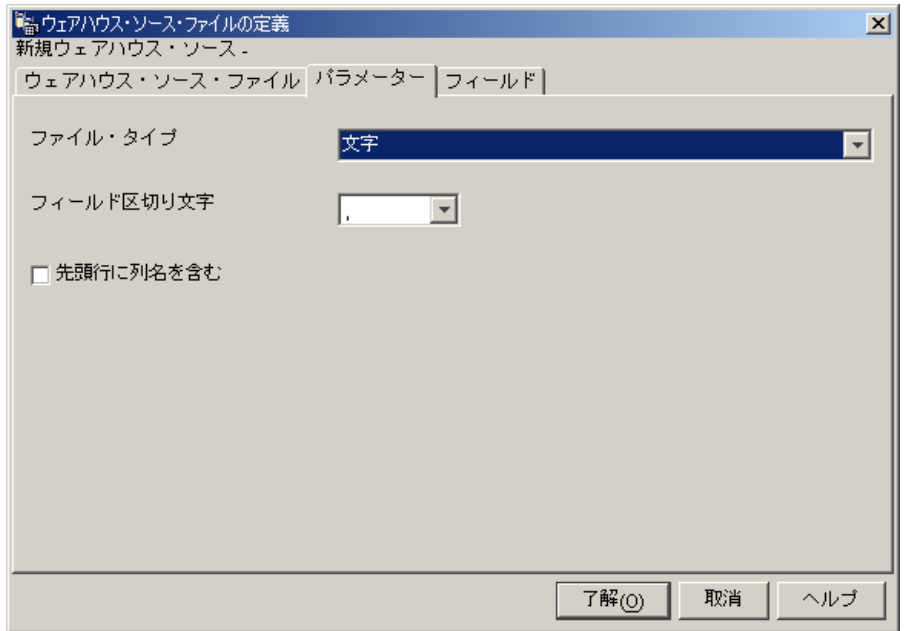 ウェアハウス・ソース・ファイルの定義
新規ウェアハウス・ソース -
ウェアハウス・ソース・ファイル パラメーター フィールド
ファイル・タイプ 文字
フィールド区切り文字 ,
先頭行に列名を含む
了解(O) 取消 ヘルプ